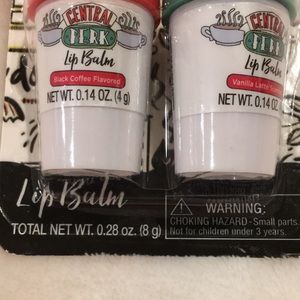 CENTRAL
PERK
Lip Balm
Black Coffee Flavored
NET WT. 0.14 OZ. (4 g)
CENTRAL
PERK
Lip Balm
Vanilla Latte
NET WT. 0.14 OZ.
Lip Balm
TOTAL NET WT. 0.28 oz. (8 g)
WARNING:
CHOKING HAZARD - Small parts.
Not for children under 3 years.